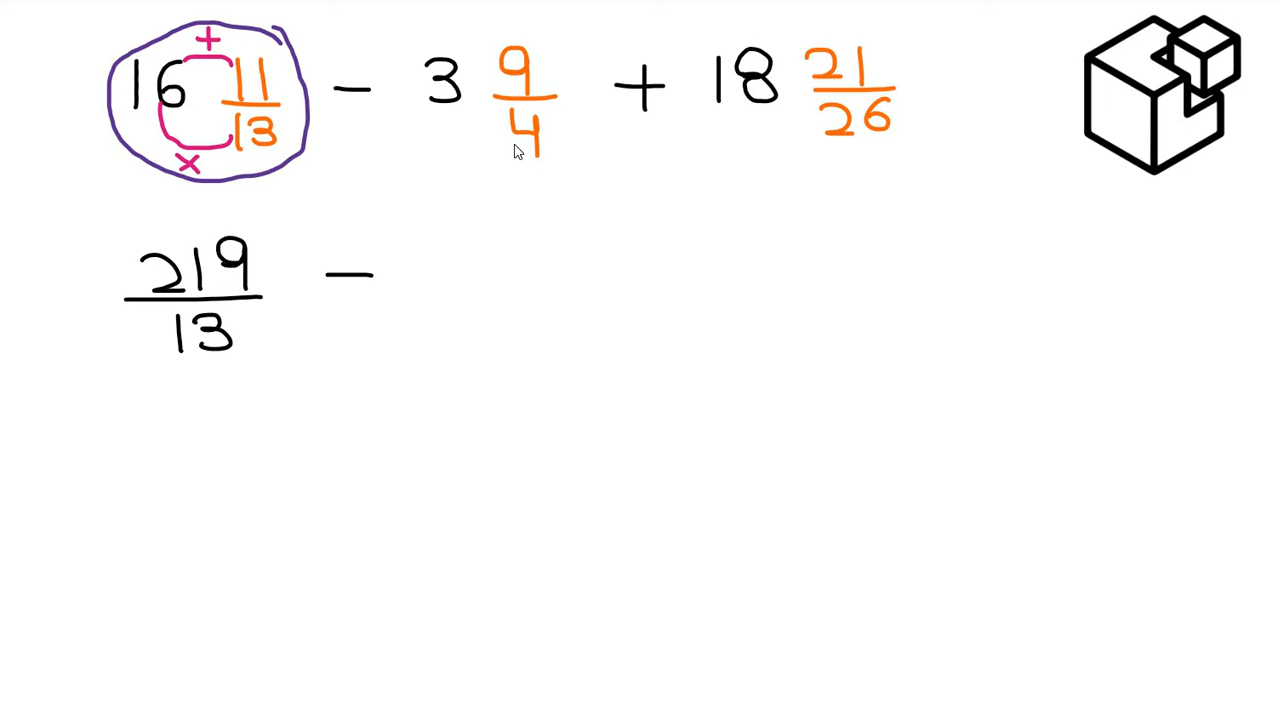 16 11/13 - 3 9/4 + 18 21/26
+
×
219/13 -